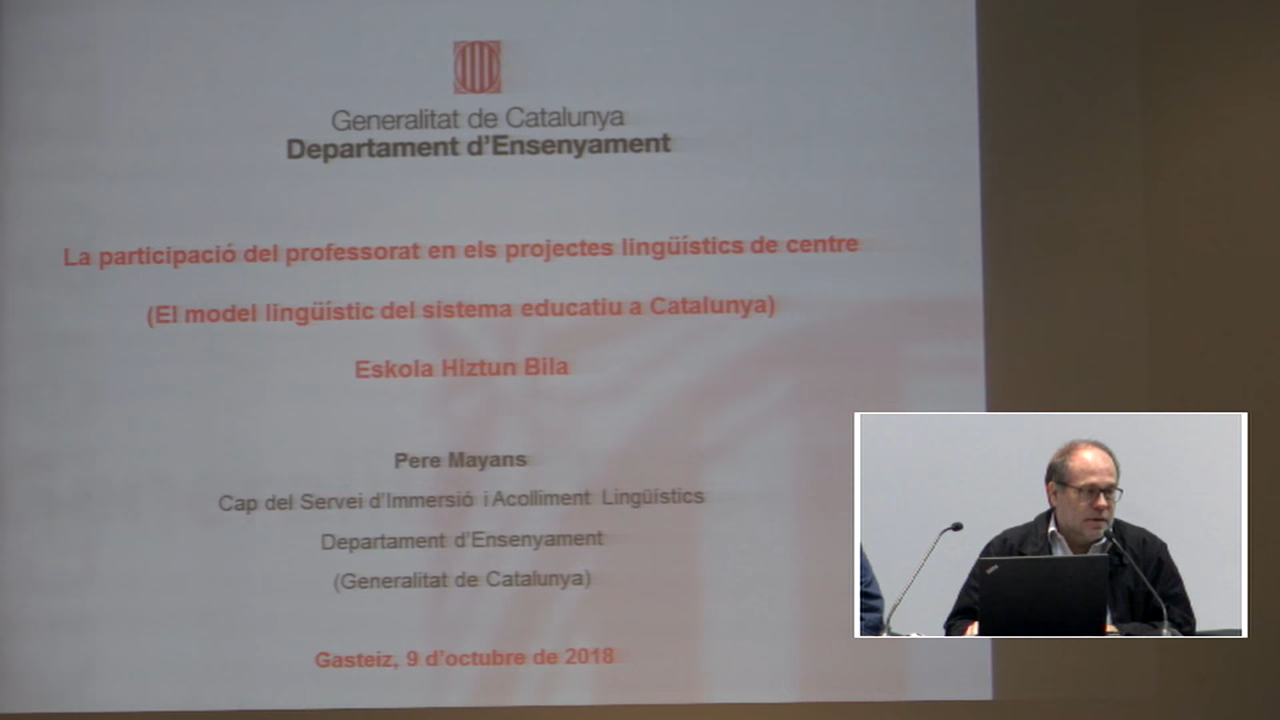 Generalitat de Catalunya
Departament d'Ensenyament
La participació del professorat en els projectes lingüístics de centre
(El model lingüístic del sistema educatiu a Catalunya)
Eskola Hiztun Bila
Pere Mayans
Cap del Servei d'Immersió i Acolliment Lingüístics
Departament d'Ensenyament
(Generalitat de Catalunya)
Gasteiz, 9 d'octubre de 2018